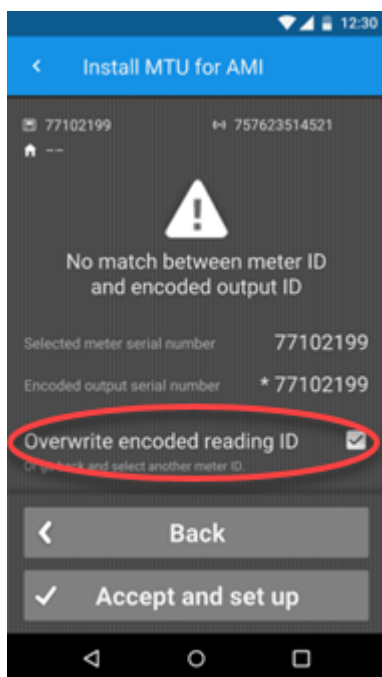 12:30
Install MTU for AMI
77102199 757623514521
--
No match between meter ID
and encoded output ID
Selected meter serial number 77102199
Encoded output serial number * 77102199
Overwrite encoded reading ID
Or go back and select another meter ID.
Back
Accept and set up